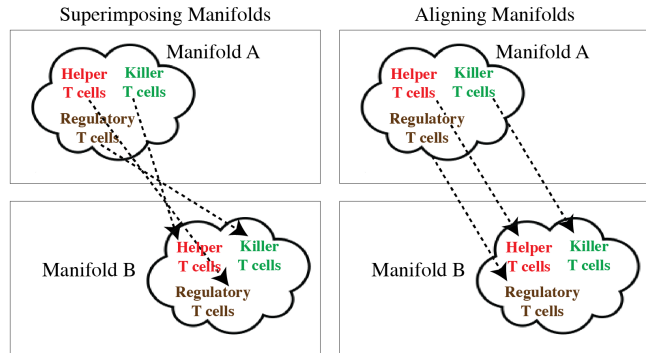 Superimposing Manifolds
Manifold A
Helper
T cells
Killer
T cells
Regulatory
T cells
Manifold B
Helper
T cells
Killer
T cells
Regulatory
T cells
Aligning Manifolds
Manifold A
Helper
T cells
Killer
T cells
Regulatory
T cells
Manifold B
Helper
T cells
Killer
T cells
Regulatory
T cells